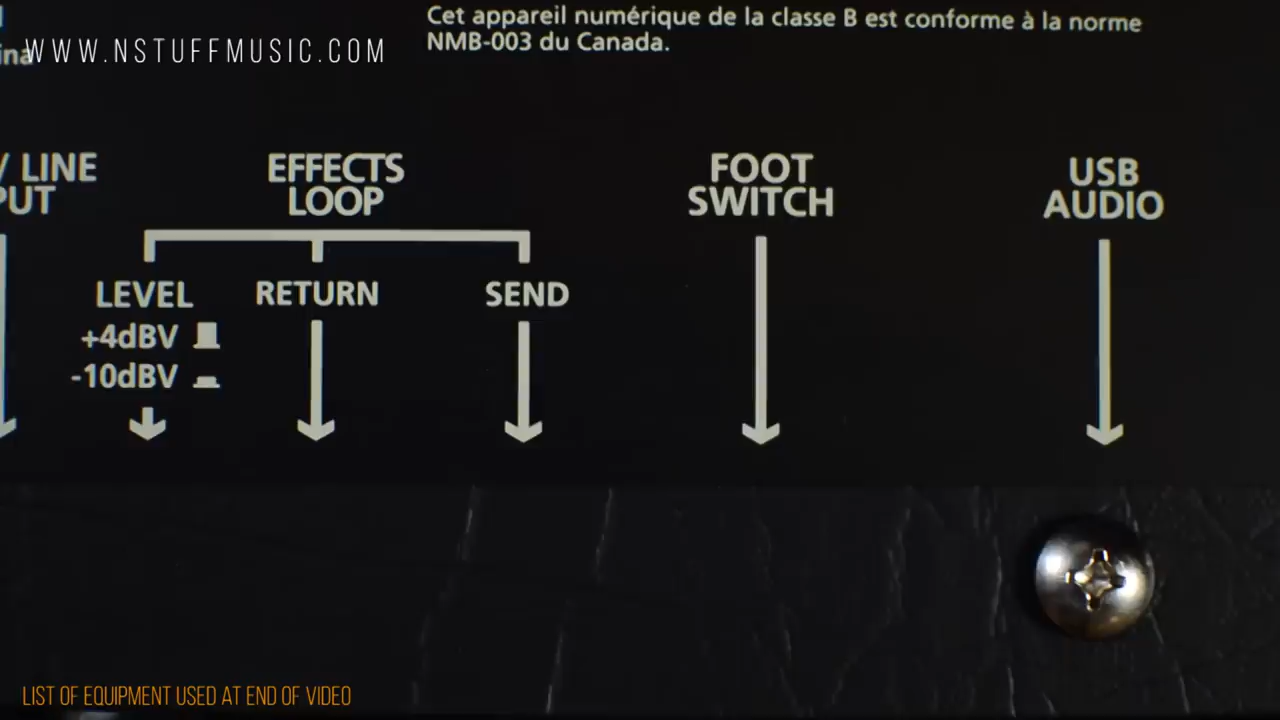 Cet appareil numérique de la classe B est conforme à la norme
NMB-003 du Canada.
WWW.NSTUFFMUSIC.COM
LINE
EFFECTS
LOOP
FOOT
SWITCH
USB
AUDIO
LEVEL
RETURN
SEND
+4dBV
-10dBV
LIST OF EQUIPMENT USED AT END OF VIDEO